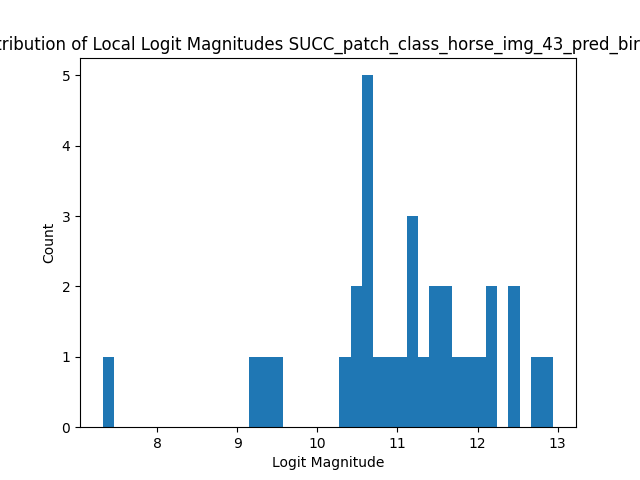 tribution of Local Logit Magnitudes SUCC_patch_class_horse_img_43_pred_bir
5
4
3
2
1
0
Count
8 9 10 11 12 13
Logit Magnitude